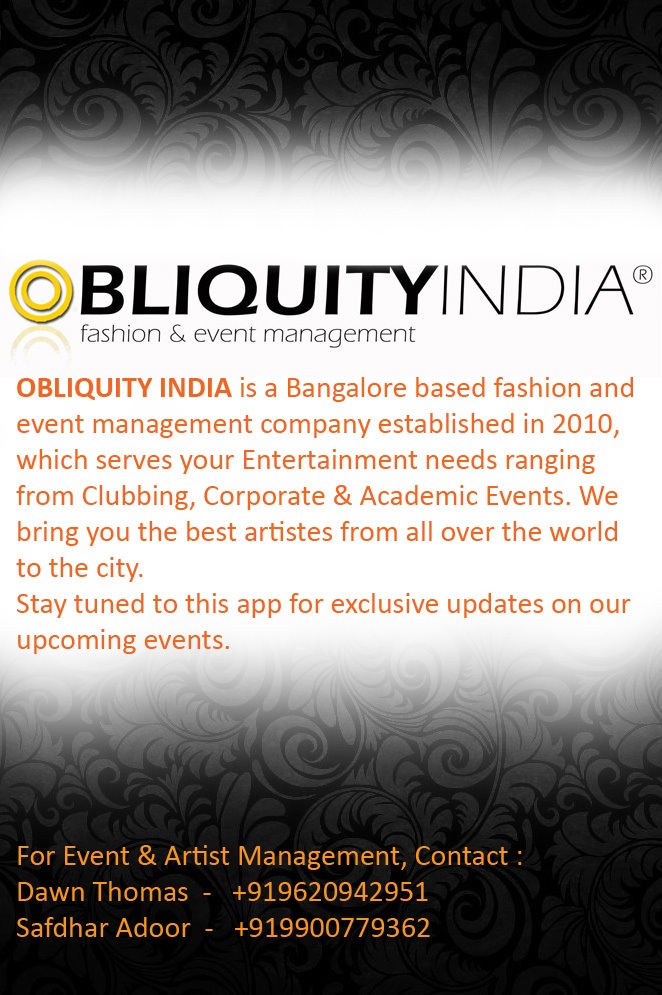 OBLIQUITYINDIA®
fashion & event management
OBLIQUITY INDIA is a Bangalore based fashion and
event management company established in 2010,
which serves your Entertainment needs ranging
from Clubbing, Corporate & Academic Events. We
bring you the best artistes from all over the world
to the city.
Stay tuned to this app for exclusive updates on our
upcoming events.
For Event & Artist Management, Contact :
Dawn Thomas - +919620942951
Safdhar Adoor - +919900779362